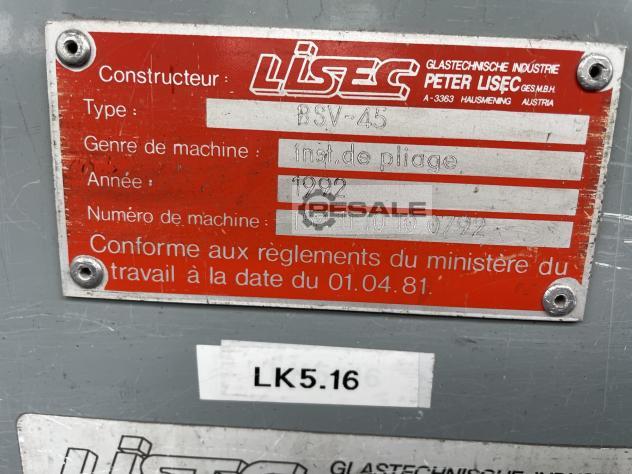 Constructeur : LISEC GLASTECHNISCHE INDUSTRIE
PETER LISEC GES.M.B.H.
A-3363 HAUSMENING AUSTRIA
Type : BSV-45
Genre de machine : inst.de pliage
Année : 1992
Numéro de machine :
RESALE
Conforme aux règlements du ministère du
travail à la date du 01.04.81.
LK5.16
LISEC GLASTECHNISCHE